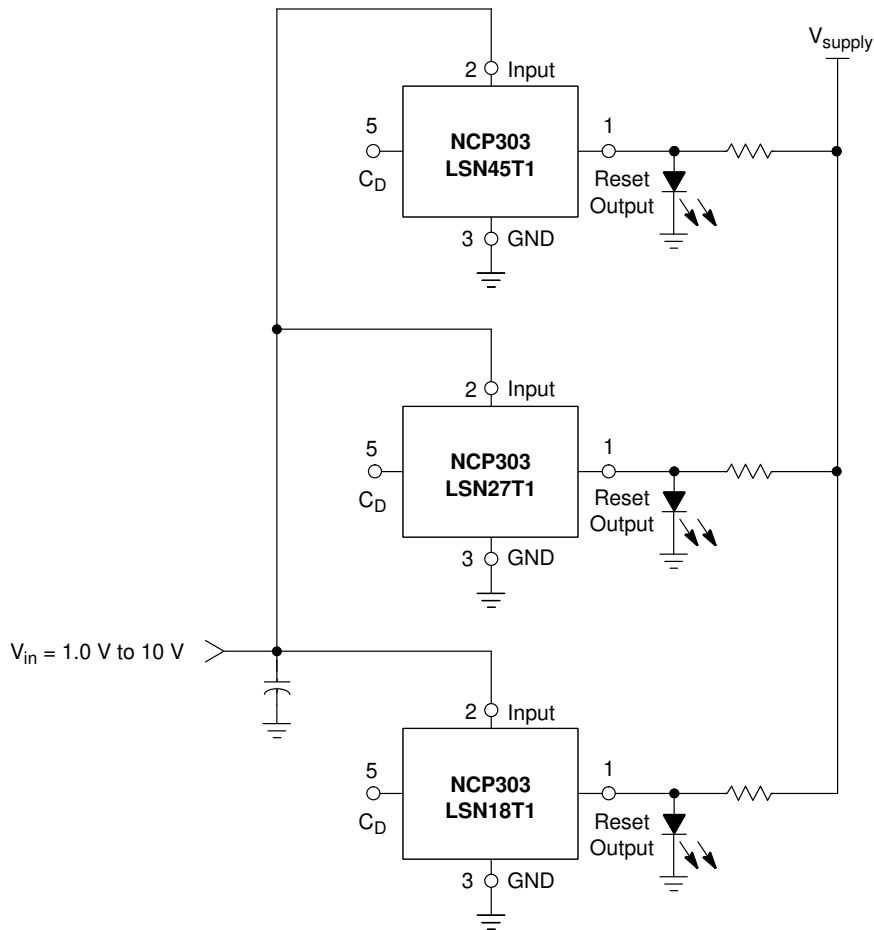 V_supply
2 Input
5
NCP303
LSN45T1
1
C_D
Reset
Output
3 GND
2 Input
5
NCP303
LSN27T1
1
C_D
Reset
Output
3 GND
V_in = 1.0 V to 10 V
2 Input
5
NCP303
LSN18T1
1
C_D
Reset
Output
3 GND